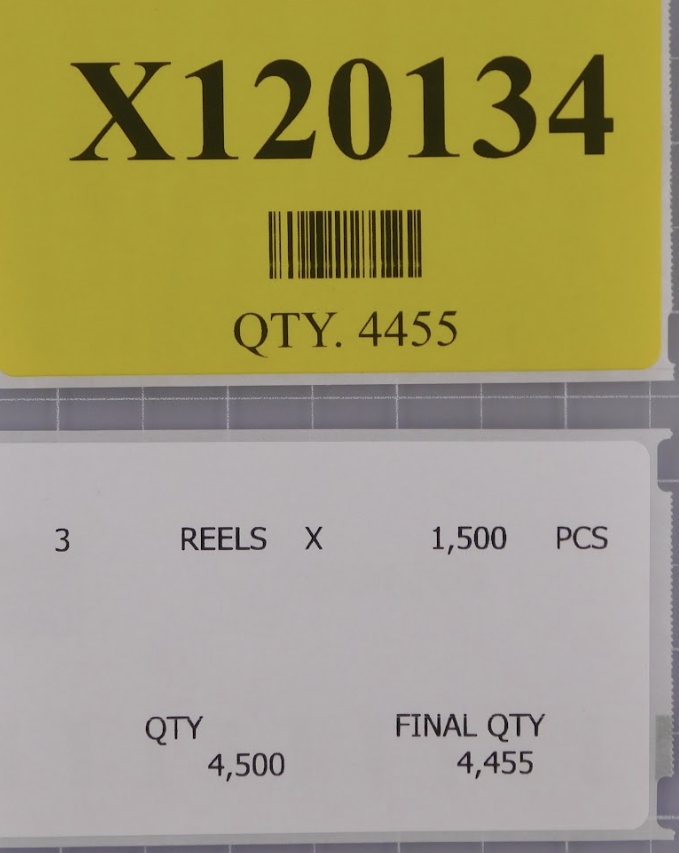 X120134
QTY. 4455
3 REELS X 1,500 PCS
QTY FINAL QTY
4,500 4,455